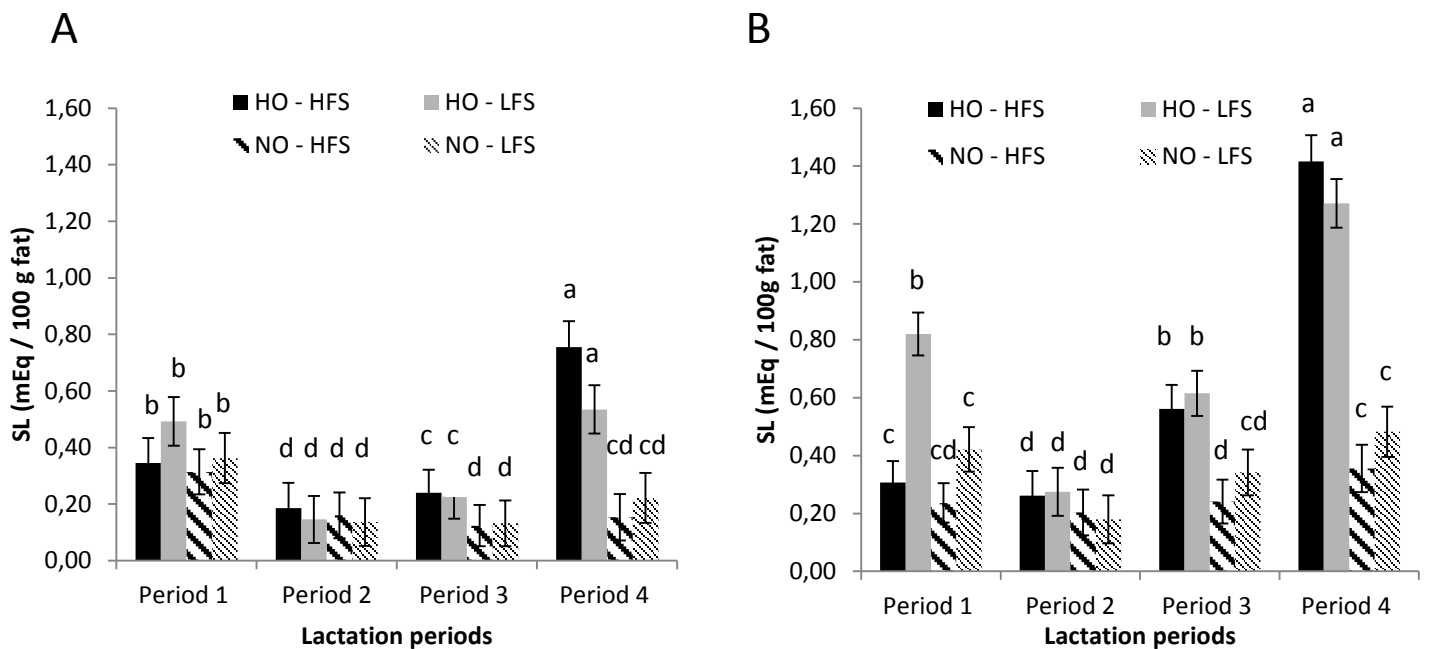 A
HO - HFS HO - LFS
NO - HFS NO - LFS
SL (mEq / 100 g fat)
1,60
1,40
1,20
1,00
0,80
0,60
0,40
0,20
0,00
b b b b
d d d d
c c d d
a a cd cd
Period 1 Period 2 Period 3 Period 4
Lactation periods
B
HO - HFS HO - LFS
NO - HFS NO - LFS
SL (mEq / 100g fat)
1,60
1,40
1,20
1,00
0,80
0,60
0,40
0,20
0,00
c b cd c
d d d d
b b d cd
a a c c
Period 1 Period 2 Period 3 Period 4
Lactation periods